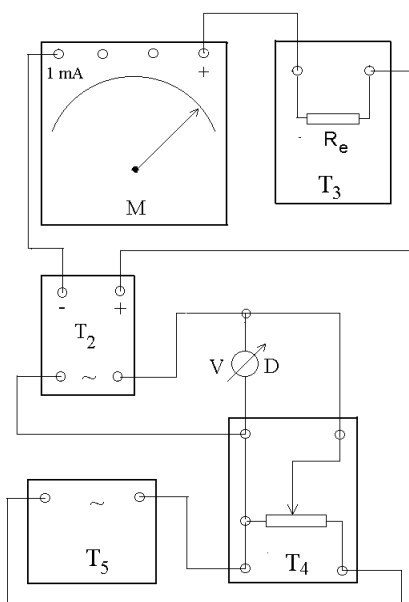 1 mA
+
M
Re
T3
-
+
T2
~
V D
~
T5
T4